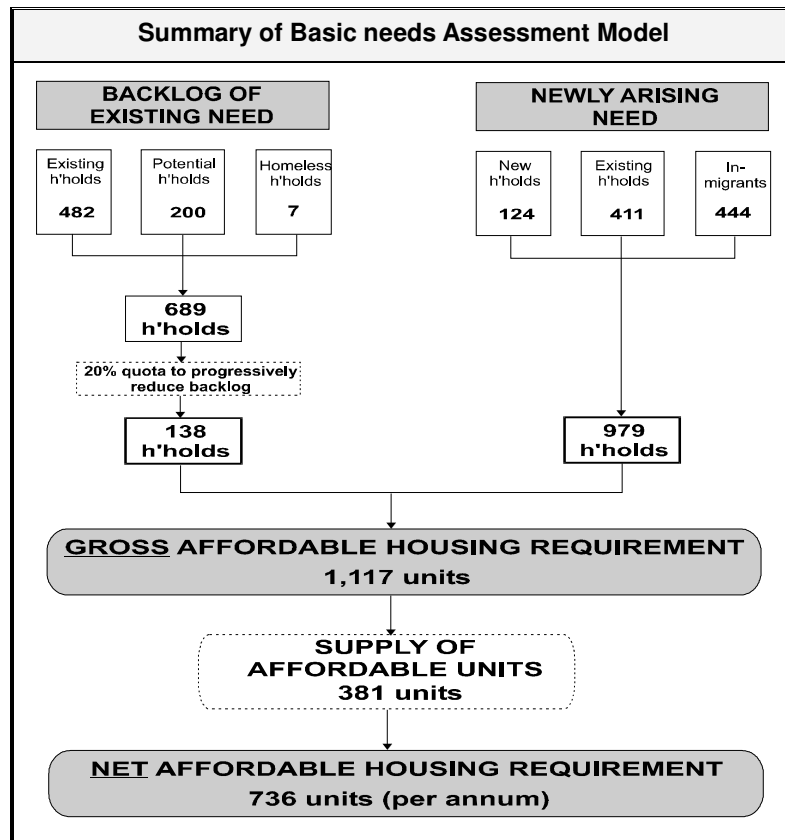 Summary of Basic needs Assessment Model
BACKLOG OF
EXISTING NEED
Existing
h'holds
482
Potential
h'holds
200
Homeless
h'holds
7
689
h'holds
20% quota to progressively
reduce backlog
138
h'holds
NEWLY ARISING
NEED
New
h'holds
124
Existing
h'holds
411
In-
migrants
444
979
h'holds
GROSS AFFORDABLE HOUSING REQUIREMENT
1,117 units
SUPPLY OF
AFFORDABLE UNITS
381 units
NET AFFORDABLE HOUSING REQUIREMENT
736 units (per annum)